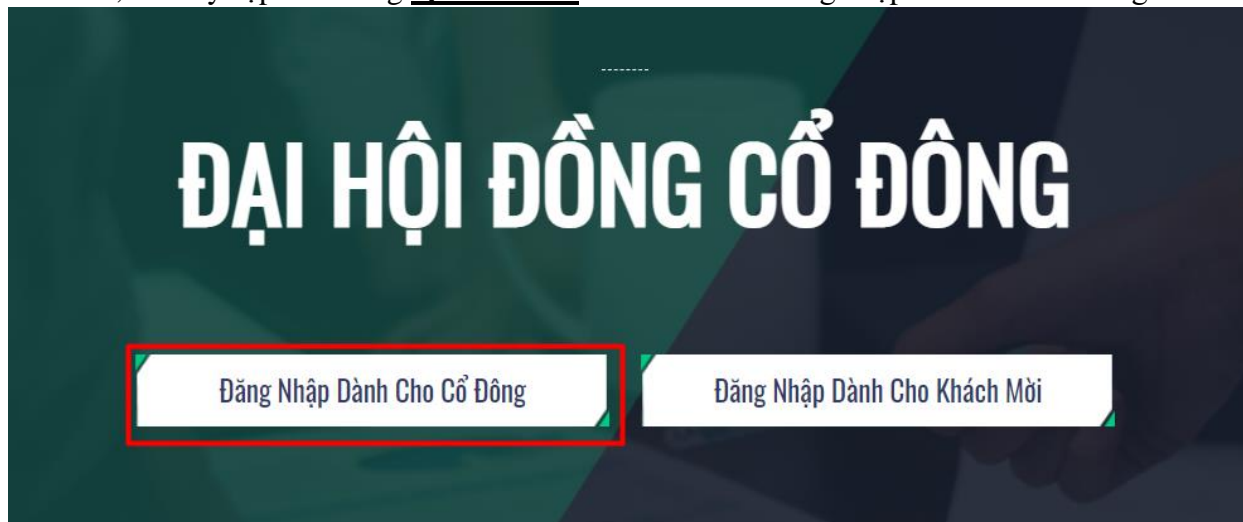 --------
ĐẠI HỘI ĐỒNG CỔ ĐÔNG
Đăng Nhập Dành Cho Cổ Đông
Đăng Nhập Dành Cho Khách Mời